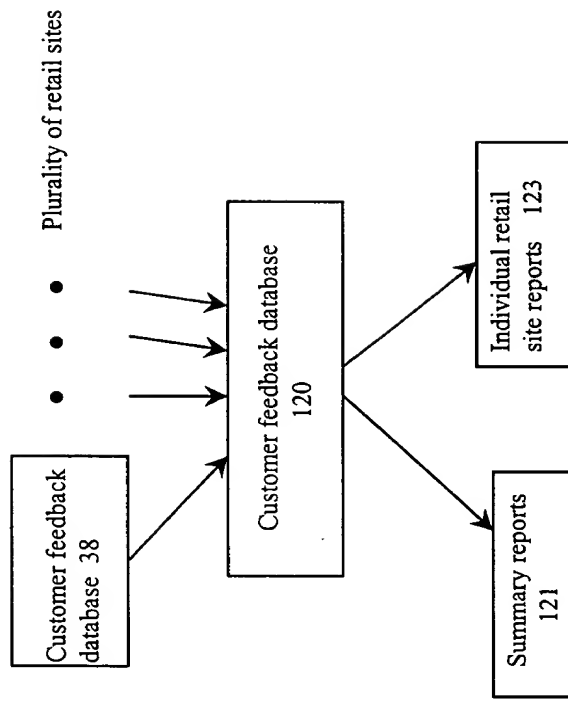 Customer feedback
database 38
Plurality of retail sites
Customer feedback database
120
Summary reports
121
Individual retail
site reports 123